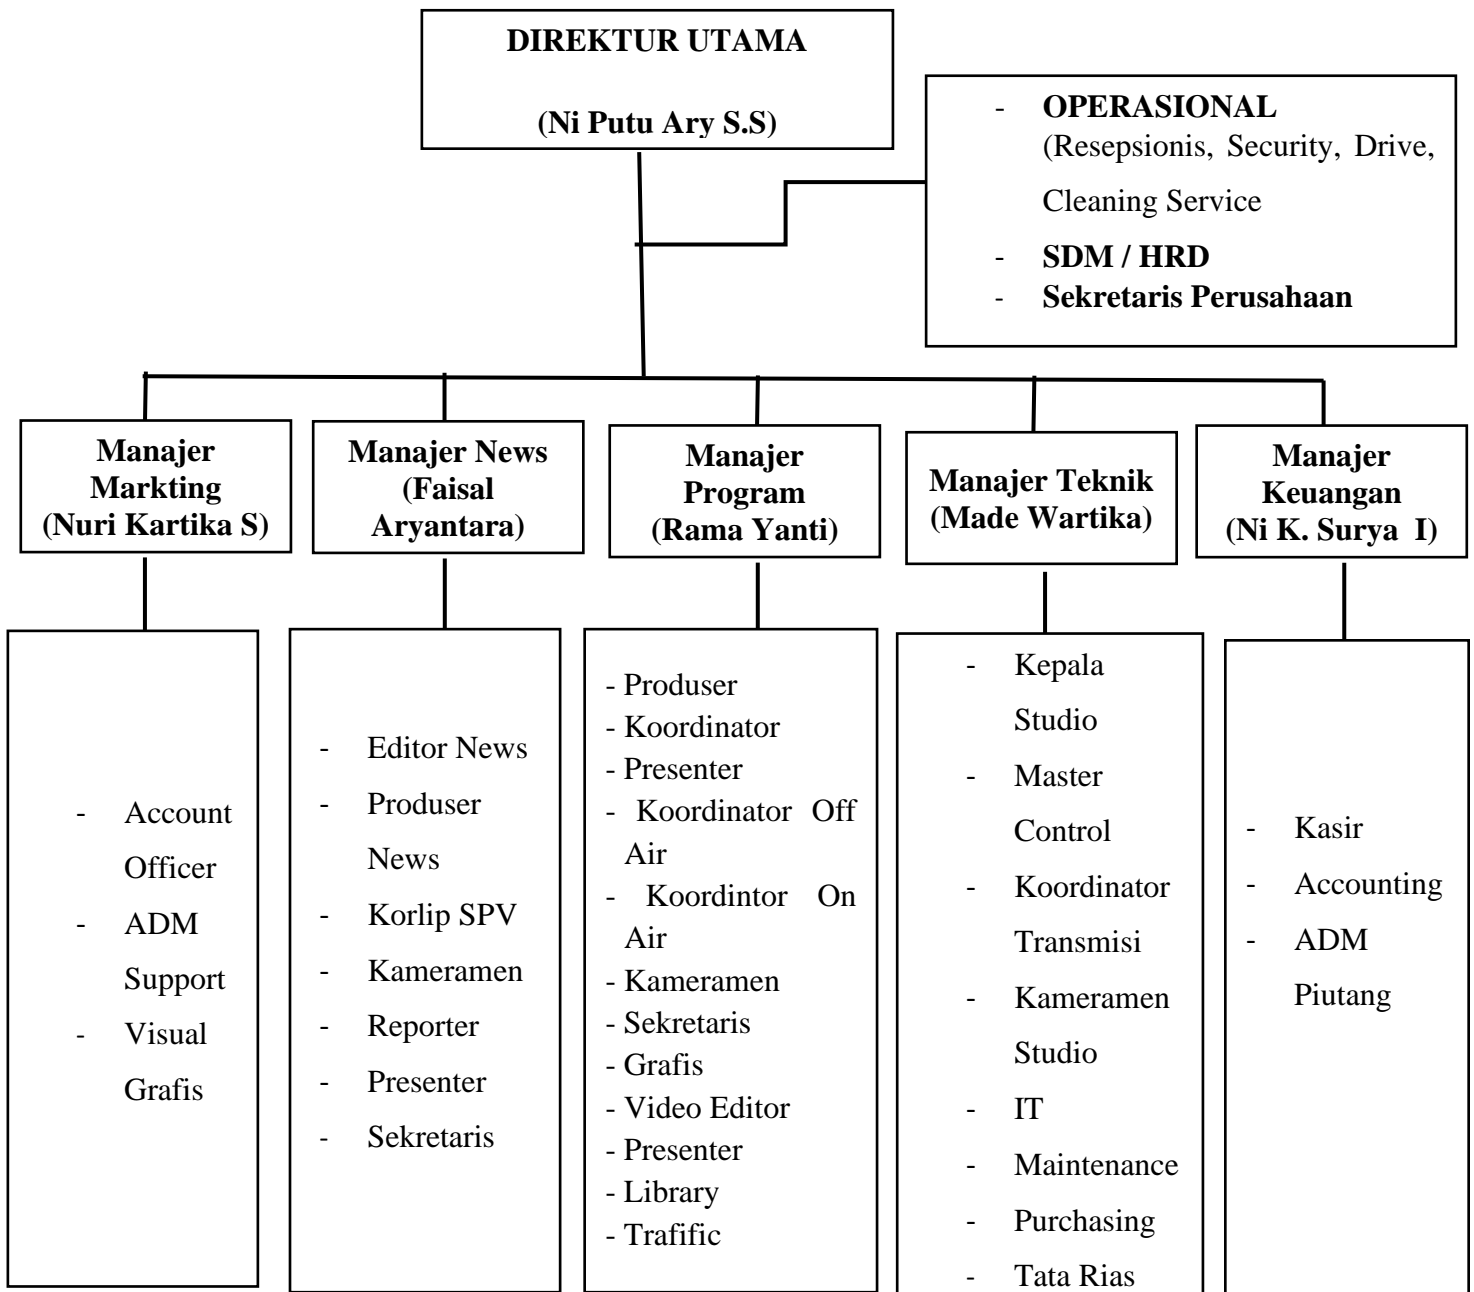 DIREKTUR UTAMA
(Ni Putu Ary S.S)
- OPERASIONAL
(Resepsionis, Security, Drive,
Cleaning Service
- SDM / HRD
- Sekretaris Perusahaan
Manajer
Markting
(Nuri Kartika S)
Manajer News
(Faisal
Aryantara)
Manajer
Program
(Rama Yanti)
Manajer Teknik
(Made Wartika)
Manajer
Keuangan
(Ni K. Surya I)
- Account
Officer
- ADM
Support
- Visual
Grafis
- Editor News
- Produser
News
- Korlip SPV
- Kameramen
- Reporter
- Presenter
- Sekretaris
- Produser
- Koordinator
- Presenter
- Koordinator Off
Air
- Koordintor On
Air
- Kameramen
- Sekretaris
- Grafis
- Video Editor
- Presenter
- Library
- Trafific
- Kepala
Studio
- Master
Control
- Koordinator
Transmisi
- Kameramen
Studio
- IT
- Maintenance
- Purchasing
- Tata Rias
- Kasir
- Accounting
- ADM
Piutang